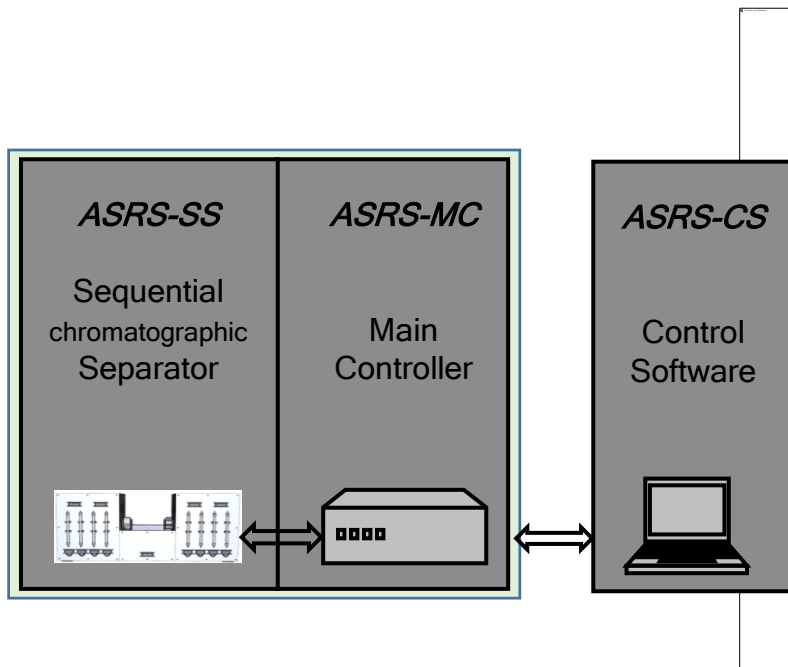 ASRS-SS
Sequential
chromatographic
Separator
ASRS-MC
Main
Controller
ASRS-CS
Control
Software